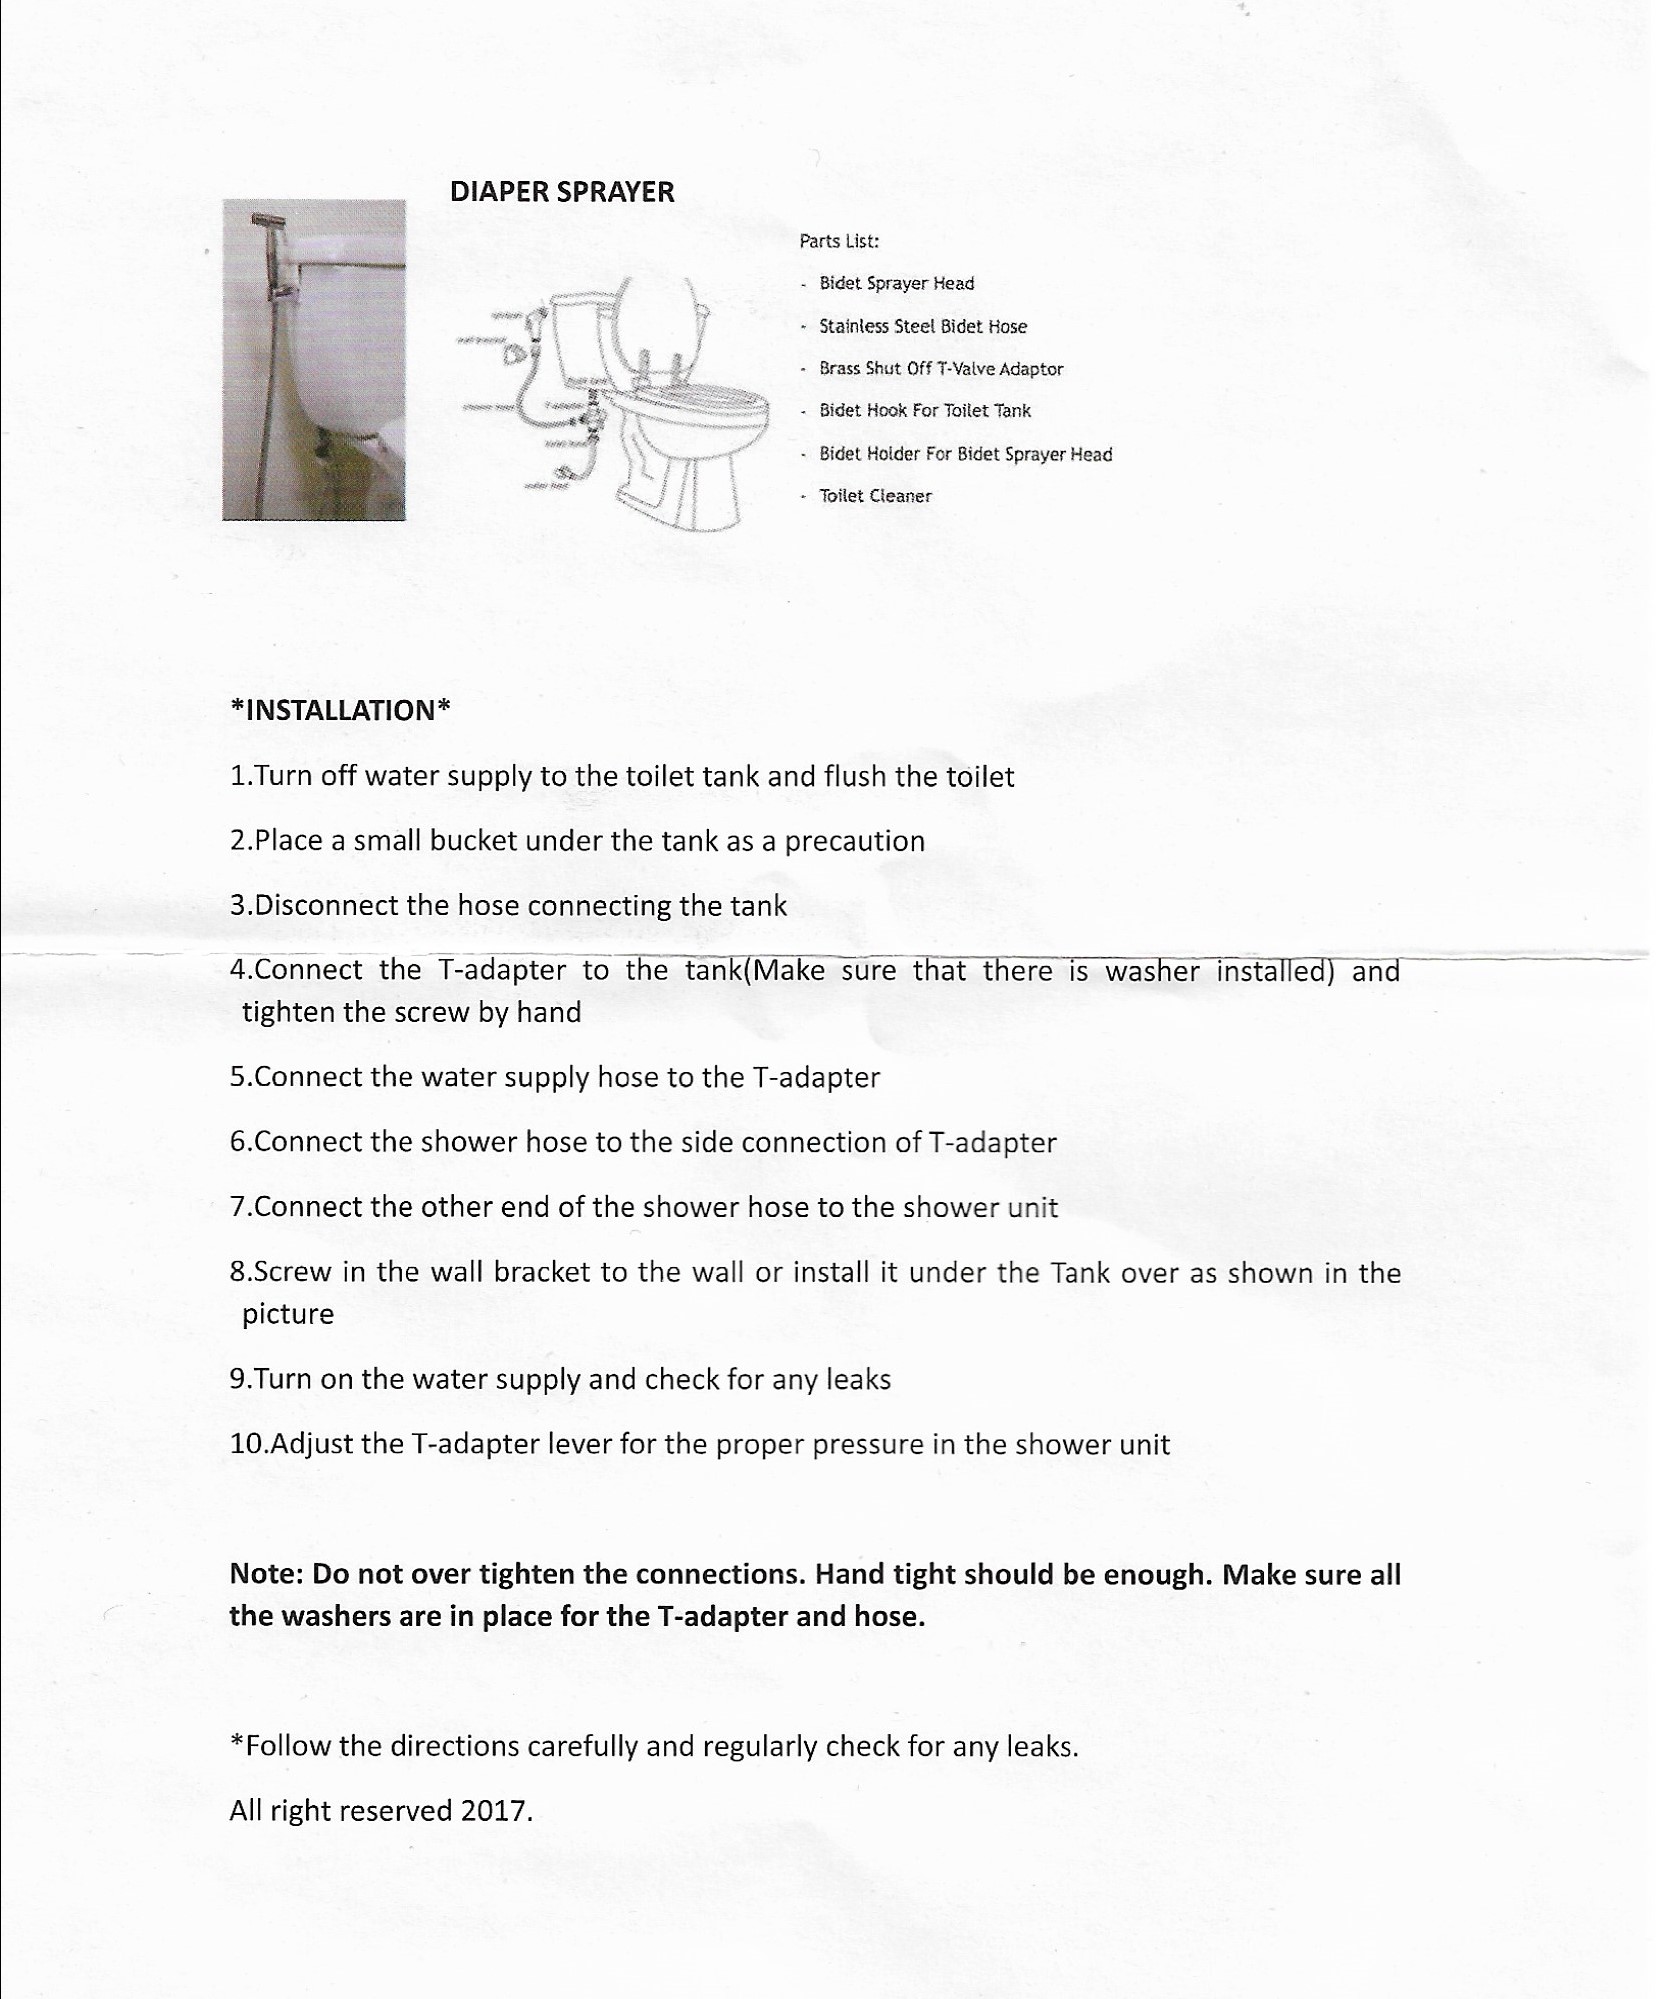 DIAPER SPRAYER
Parts List:
- Bidet Sprayer Head
- Stainless Steel Bidet Hose
- Brass Shut Off T-Valve Adaptor
- Bidet Hook For Toilet Tank
- Bidet Holder For Bidet Sprayer Head
- Toilet Cleaner
*INSTALLATION*
1.Turn off water supply to the toilet tank and flush the toilet
2.Place a small bucket under the tank as a precaution
3.Disconnect the hose connecting the tank
4.Connect the T-adapter to the tank(Make sure that there is washer installed) and
tighten the screw by hand
5.Connect the water supply hose to the T-adapter
6.Connect the shower hose to the side connection of T-adapter
7.Connect the other end of the shower hose to the shower unit
8.Screw in the wall bracket to the wall or install it under the Tank over as shown in the
picture
9.Turn on the water supply and check for any leaks
10.Adjust the T-adapter lever for the proper pressure in the shower unit
Note: Do not over tighten the connections. Hand tight should be enough. Make sure all
the washers are in place for the T-adapter and hose.
*Follow the directions carefully and regularly check for any leaks.
All right reserved 2017.